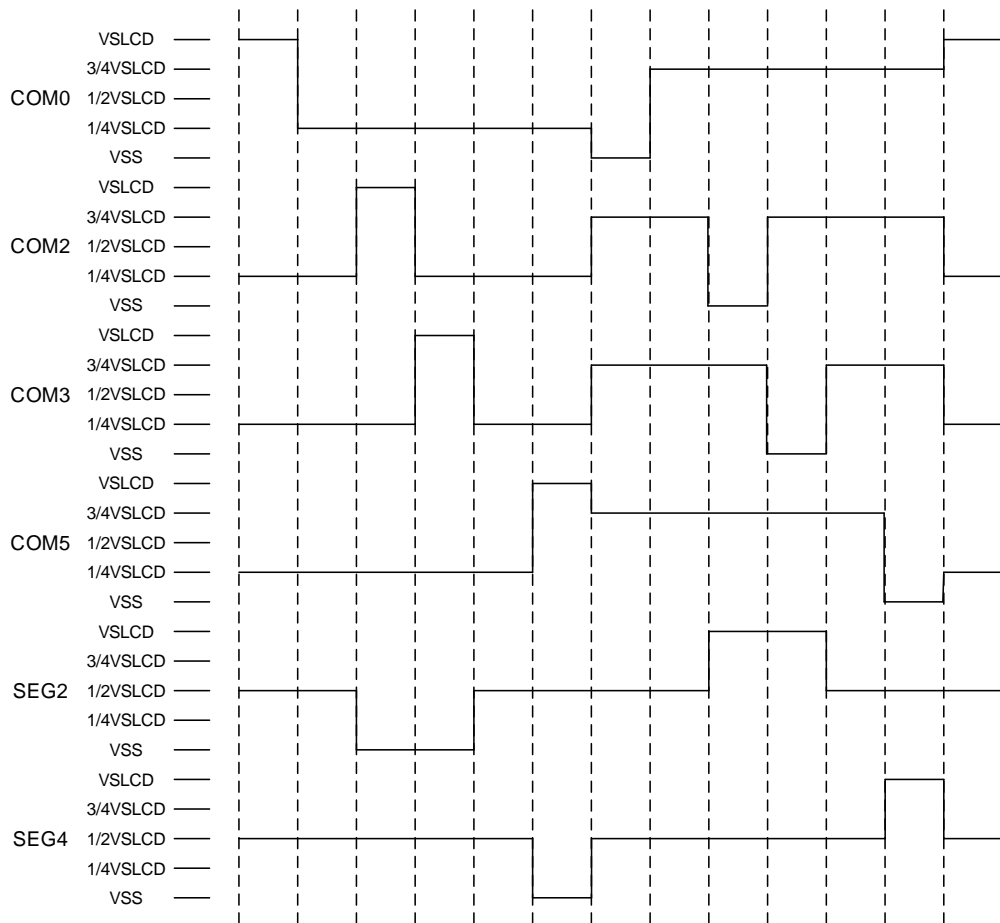 VSLCD
3/4VSLCD
COM0 1/2VSLCD
1/4VSLCD
VSS
VSLCD
3/4VSLCD
COM2 1/2VSLCD
1/4VSLCD
VSS
VSLCD
3/4VSLCD
COM3 1/2VSLCD
1/4VSLCD
VSS
VSLCD
3/4VSLCD
COM5 1/2VSLCD
1/4VSLCD
VSS
VSLCD
3/4VSLCD
SEG2 1/2VSLCD
1/4VSLCD
VSS
VSLCD
3/4VSLCD
SEG4 1/2VSLCD
1/4VSLCD
VSS